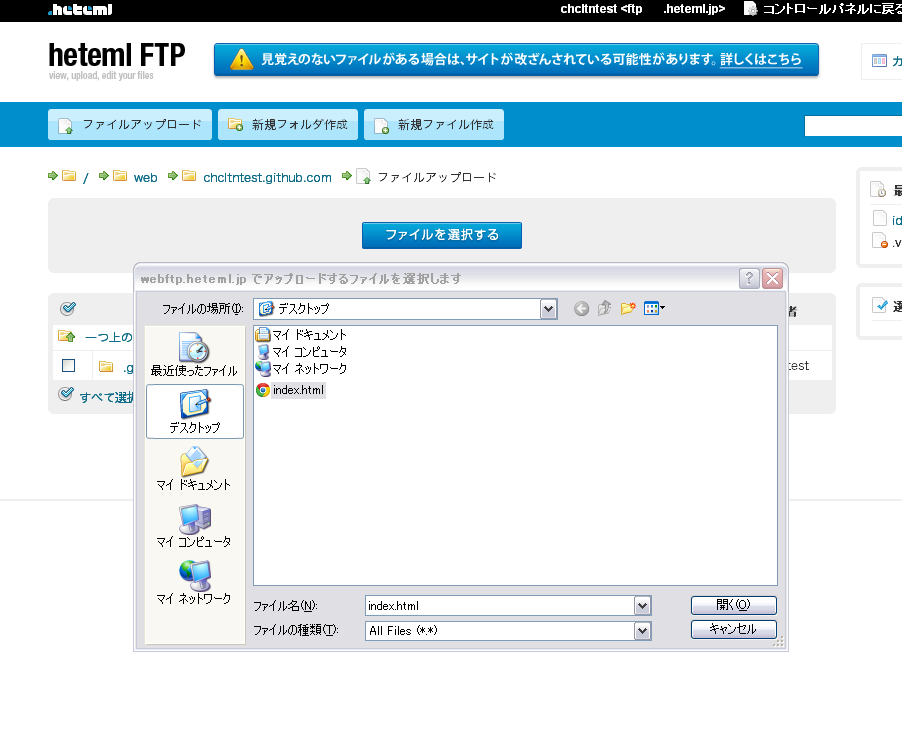 .heteml
chcltntest <ftp .heteml.jp> コントロールパネルに戻る
heteml FTP
view, upload, edit your files
見覚えのないファイルがある場合は、サイトが改ざんされている可能性があります。詳しくはこちら
ファイルアップロード 新規フォルダ作成 新規ファイル作成
/ web chcltntest.github.com ファイルアップロード
ファイルを選択する
webftp.heteml.jp でアップロードするファイルを選択します
ファイルの場所(I): デスクトップ
最近使ったファイル
デスクトップ
マイ ドキュメント
マイ コンピュータ
マイ ネットワーク
マイ ドキュメント
マイ コンピュータ
マイ ネットワーク
index.html
ファイル名(N): index.html 開く(O)
ファイルの種類(T): All Files (*.*) キャンセル
一つ上の
.g
すべて選択
者
test
id
.v